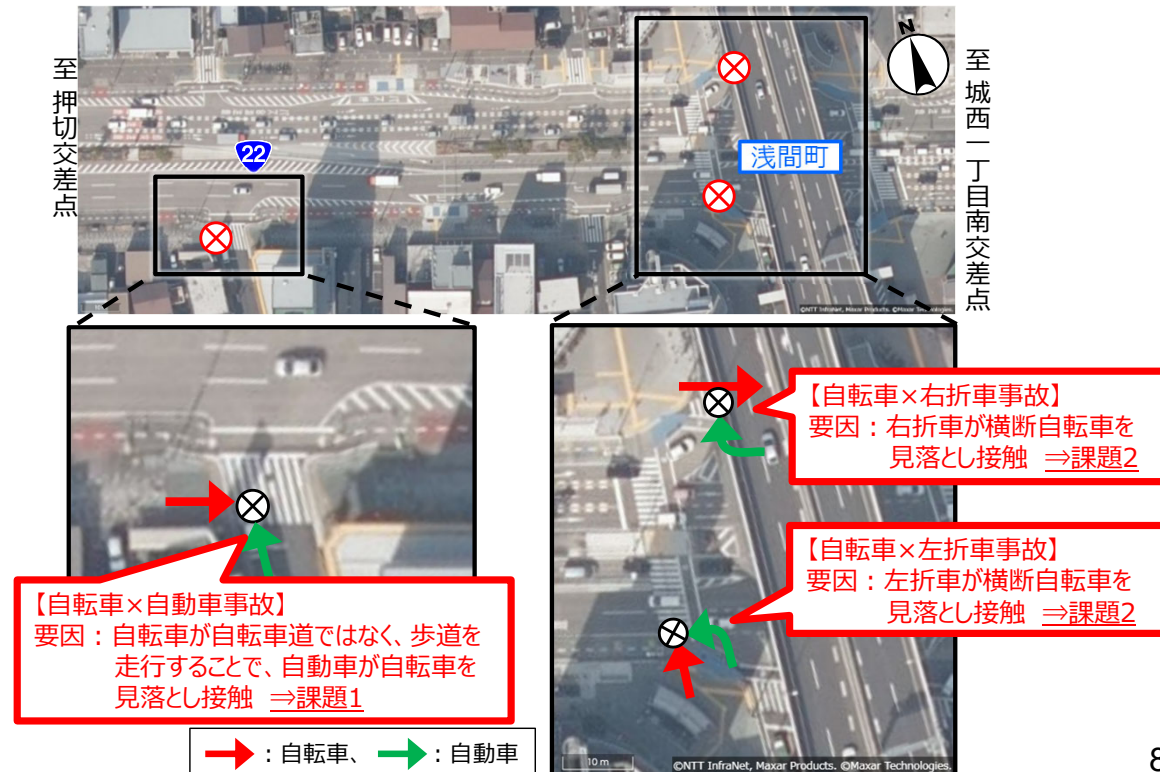 至 押切交差点
22
浅間町
N
至 城西一丁目南交差点
©NTT InfraNet, Maxar Products. ©Maxar Technologies.
【自転車×右折車事故】
要因：右折車が横断自転車を
見落とし接触 ⇒課題2
【自転車×左折車事故】
要因：左折車が横断自転車を
見落とし接触 ⇒課題2
【自転車×自動車事故】
要因：自転車が自転車道ではなく、歩道を
走行することで、自動車が自転車を
見落とし接触 ⇒課題1
：自転車、 ：自動車
10 m
©NTT InfraNet, Maxar Products. ©Maxar Technologies.
8